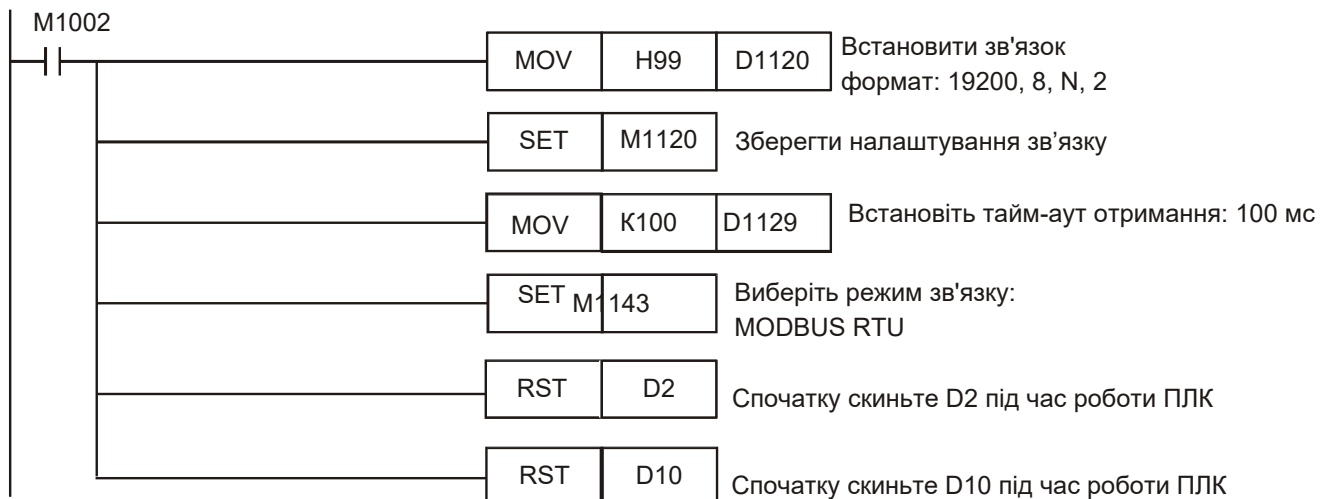 M1002
MOV H99 D1120 Встановити зв'язок
формат: 19200, 8, N, 2
SET M1120 Зберегти налаштування зв’язку
MOV К100 D1129 Встановіть тайм-аут отримання: 100 мс
SET M1143 Виберіть режим зв'язку:
MODBUS RTU
RST D2 Спочатку скиньте D2 під час роботи ПЛК
RST D10 Спочатку скиньте D10 під час роботи ПЛК